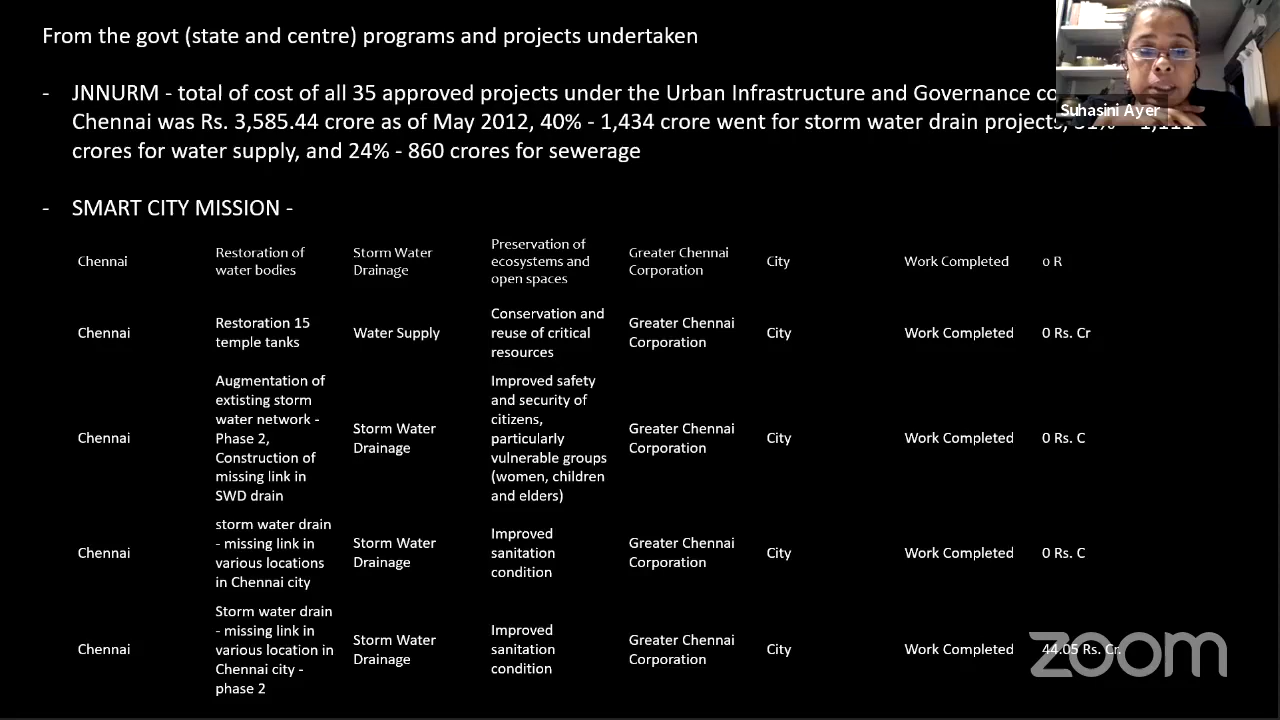 From the govt (state and centre) programs and projects undertaken
- JNNURM - total of cost of all 35 approved projects under the Urban Infrastructure and Governance
Chennai was Rs. 3,585.44 crore as of May 2012, 40% - 1,434 crore went for storm water drain projects,
crores for water supply, and 24% - 860 crores for sewerage
Suhasini Ayer
- SMART CITY MISSION -
Chennai
Restoration of
water bodies
Storm Water
Drainage
Preservation of
ecosystems and
open spaces
Greater Chennai
Corporation
City
Work Completed
0 R
Chennai
Restoration 15
temple tanks
Water Supply
Conservation and
reuse of critical
resources
Greater Chennai
Corporation
City
Work Completed
0 Rs. Cr
Chennai
Augmentation of
extisting storm
water network -
Phase 2,
Construction of
missing link in
SWD drain
Storm Water
Drainage
Improved safety
and security of
citizens,
particularly
vulnerable groups
(women, children
and elders)
Greater Chennai
Corporation
City
Work Completed
0 Rs. C
Chennai
storm water drain
- missing link in
various locations
in Chennai city
Storm Water
Drainage
Improved
sanitation
condition
Greater Chennai
Corporation
City
Work Completed
0 Rs. C
Chennai
Storm water drain
- missing link in
various location in
Chennai city -
phase 2
Storm Water
Drainage
Improved
sanitation
condition
Greater Chennai
Corporation
City
Work Completed
44.05 Rs. Cr.
zoom